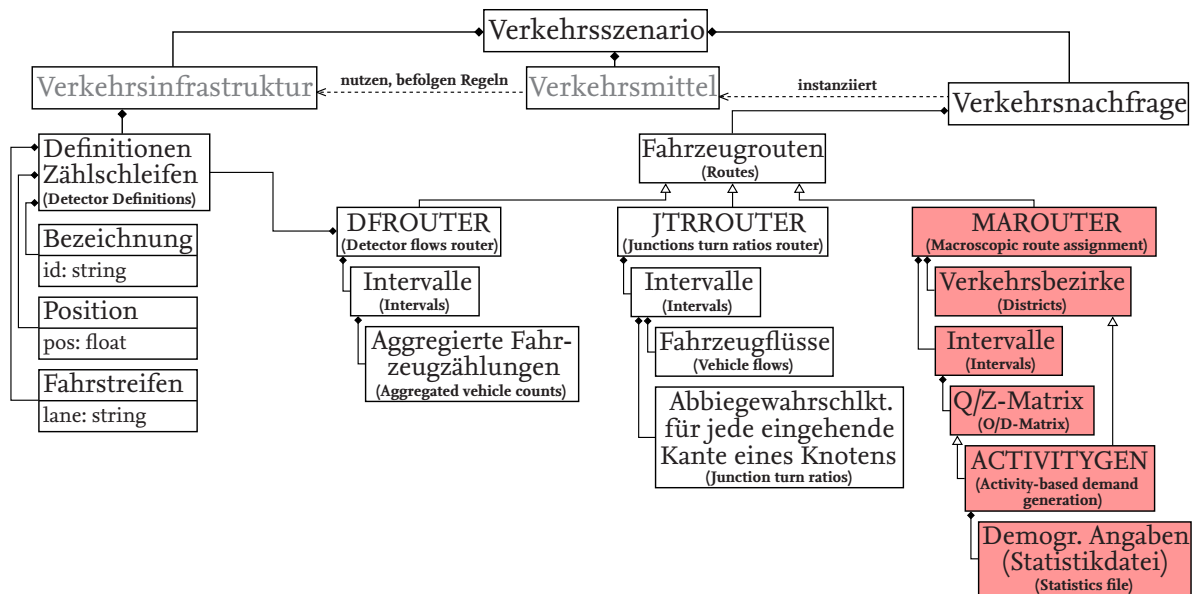 Verkehrsszenario
Verkehrsinfrastruktur
nutzen, befolgen Regeln
Verkehrsmittel
instanziiert
Verkehrsnachfrage
Definitionen
Zählschleifen
(Detector Definitions)
Bezeichnung
id: string
Position
pos: float
Fahrstreifen
lane: string
Fahrzeugrouten
(Routes)
DFROUTER
(Detector flows router)
Intervalle
(Intervals)
Aggregierte Fahr-
zeugzählungen
(Aggregated vehicle counts)
JTRROUTER
(Junctions turn ratios router)
Intervalle
(Intervals)
Fahrzeugflüsse
(Vehicle flows)
Abbiegewahrschlkt.
für jede eingehende
Kante eines Knotens
(Junction turn ratios)
MAROUTER
(Macroscopic route assignment)
Verkehrsbezirke
(Districts)
Intervalle
(Intervals)
Q/Z-Matrix
(O/D-Matrix)
ACTIVITYGEN
(Activity-based demand
generation)
Demogr. Angaben
(Statistikdatei)
(Statistics file)